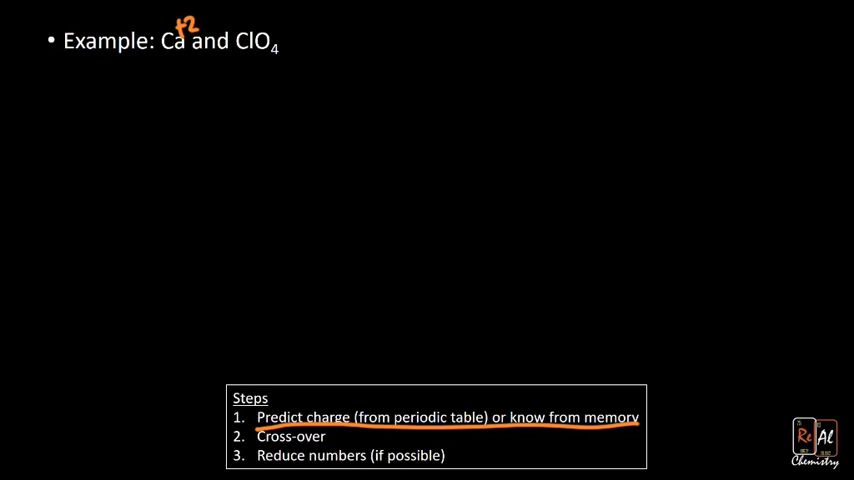 +2
• Example: Ca and ClO₄
Steps
1. Predict charge (from periodic table) or know from memory
2. Cross-over
3. Reduce numbers (if possible)
Re Al
Chemistry